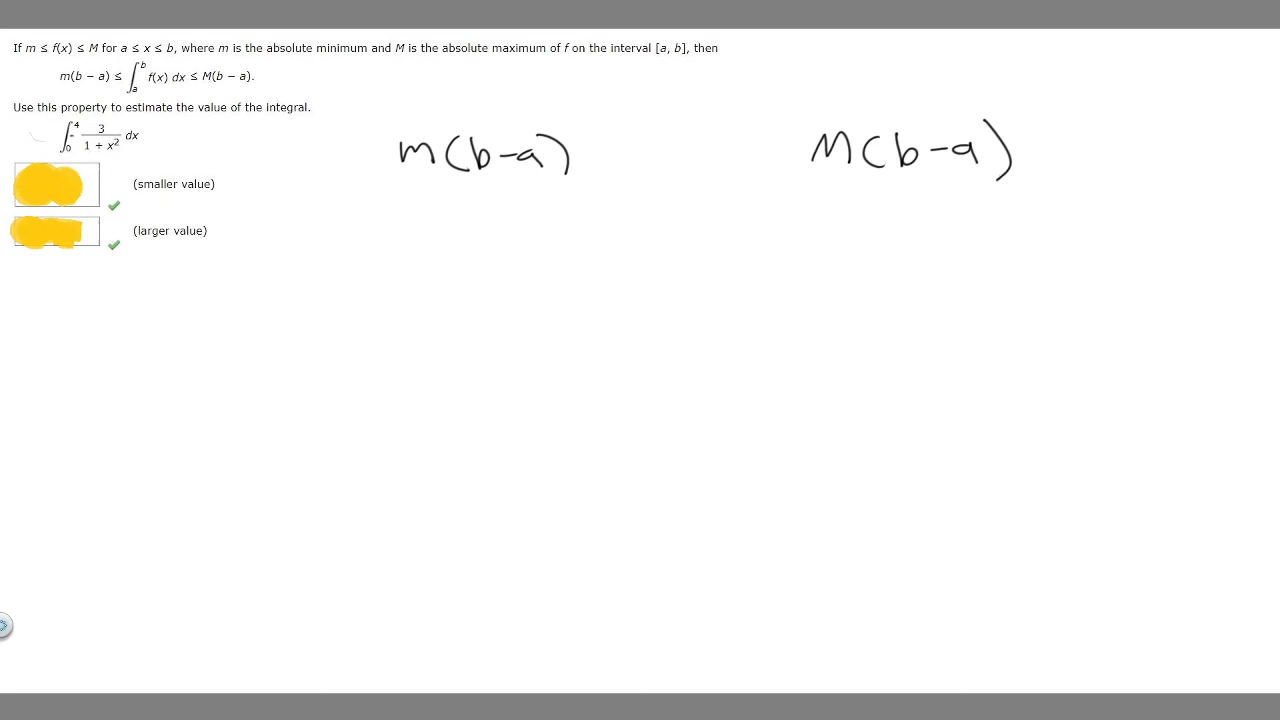 If m ≤ f(x) ≤ M for a ≤ x ≤ b, where m is the absolute minimum and M is the absolute maximum of f on the interval [a, b], then
m(b − a) ≤ ∫_a^b f(x) dx ≤ M(b − a).
Use this property to estimate the value of the integral.
∫_0^4 3/(1 + x²) dx
m(b-a)
M(b-a)
(smaller value)
(larger value)